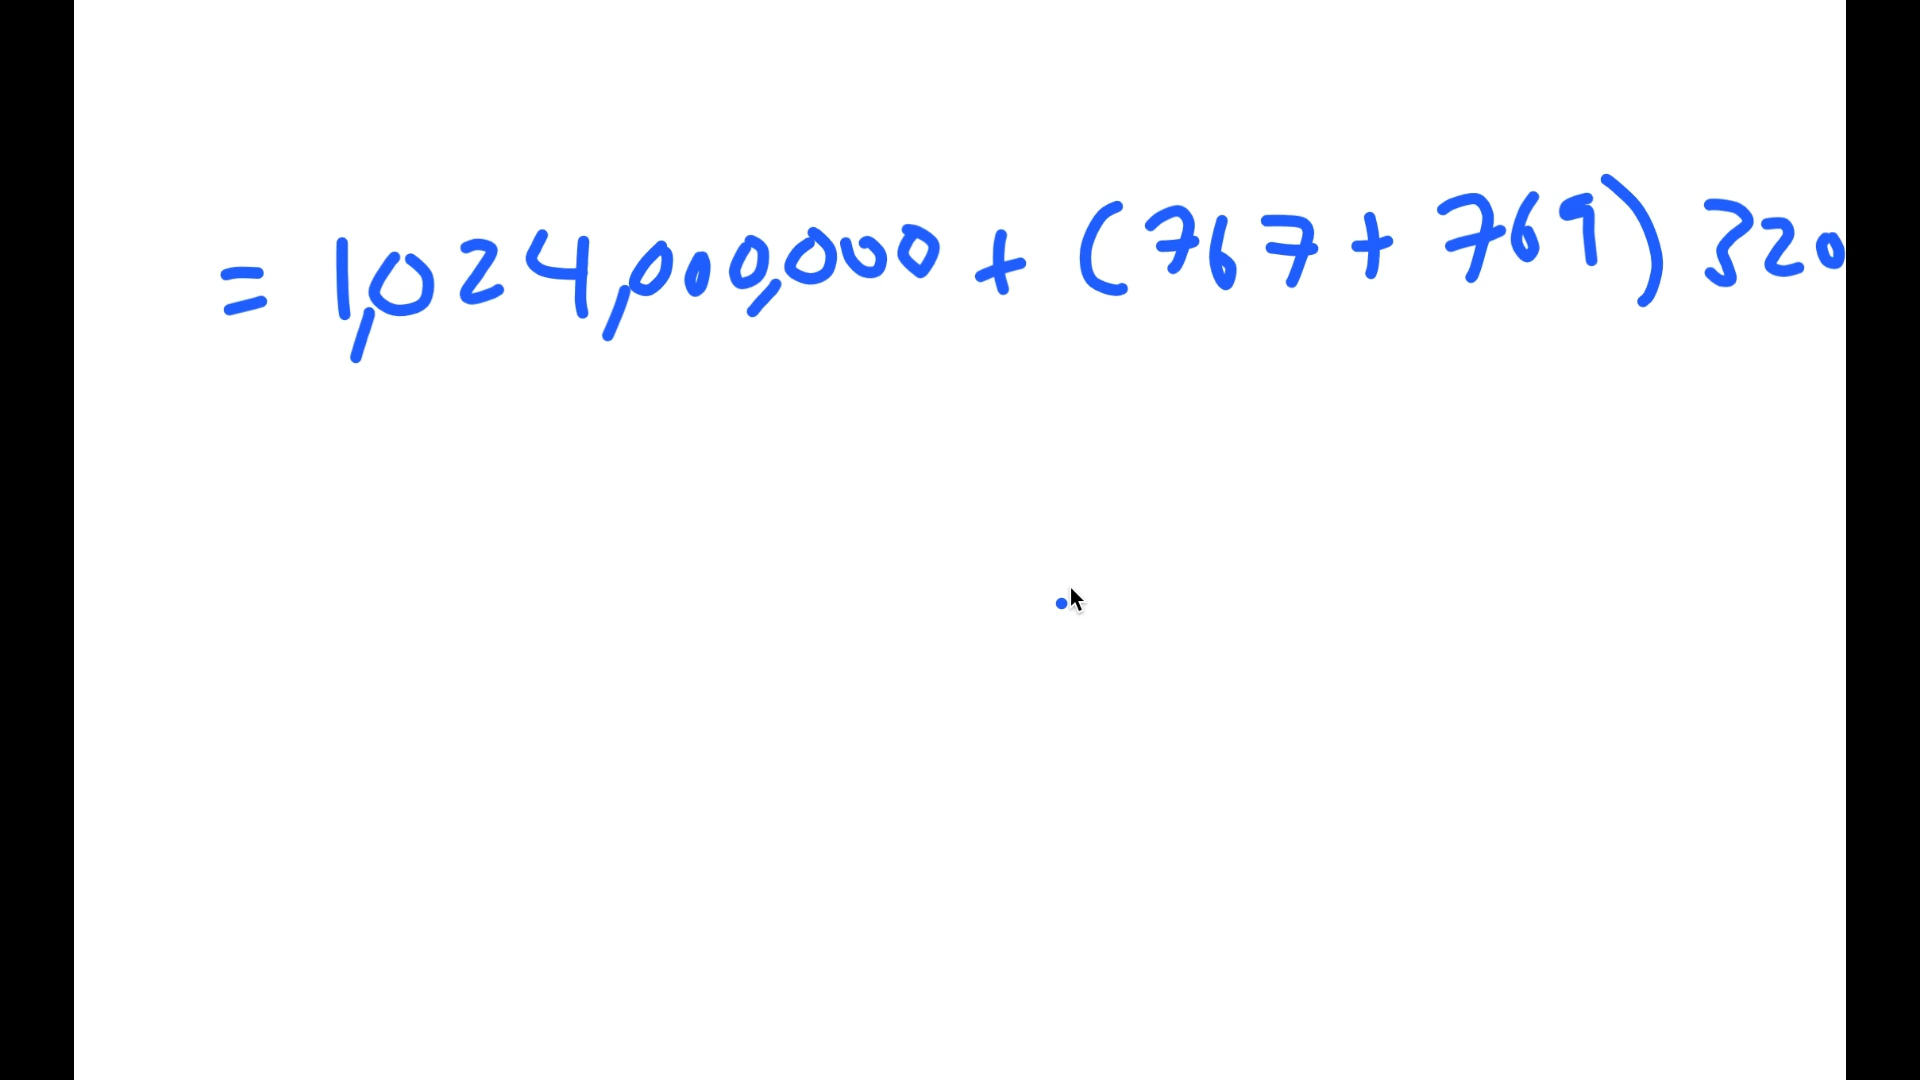 = 1,024,000,000 + (767 + 769) 320